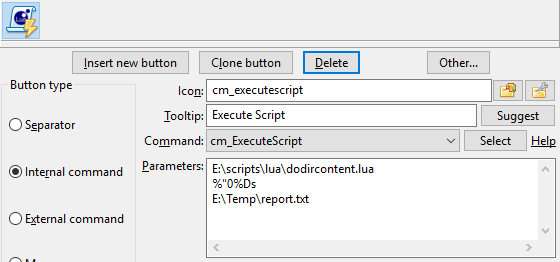 Insert new button
Clone button
Delete
Other...
Button type
Separator
Internal command
External command
Icon: cm_executescript
Tooltip: Execute Script Suggest
Command: cm_ExecuteScript Select Help
Parameters: E:\scripts\lua\dodircontent.lua
%"0%Ds
E:\Temp\report.txt